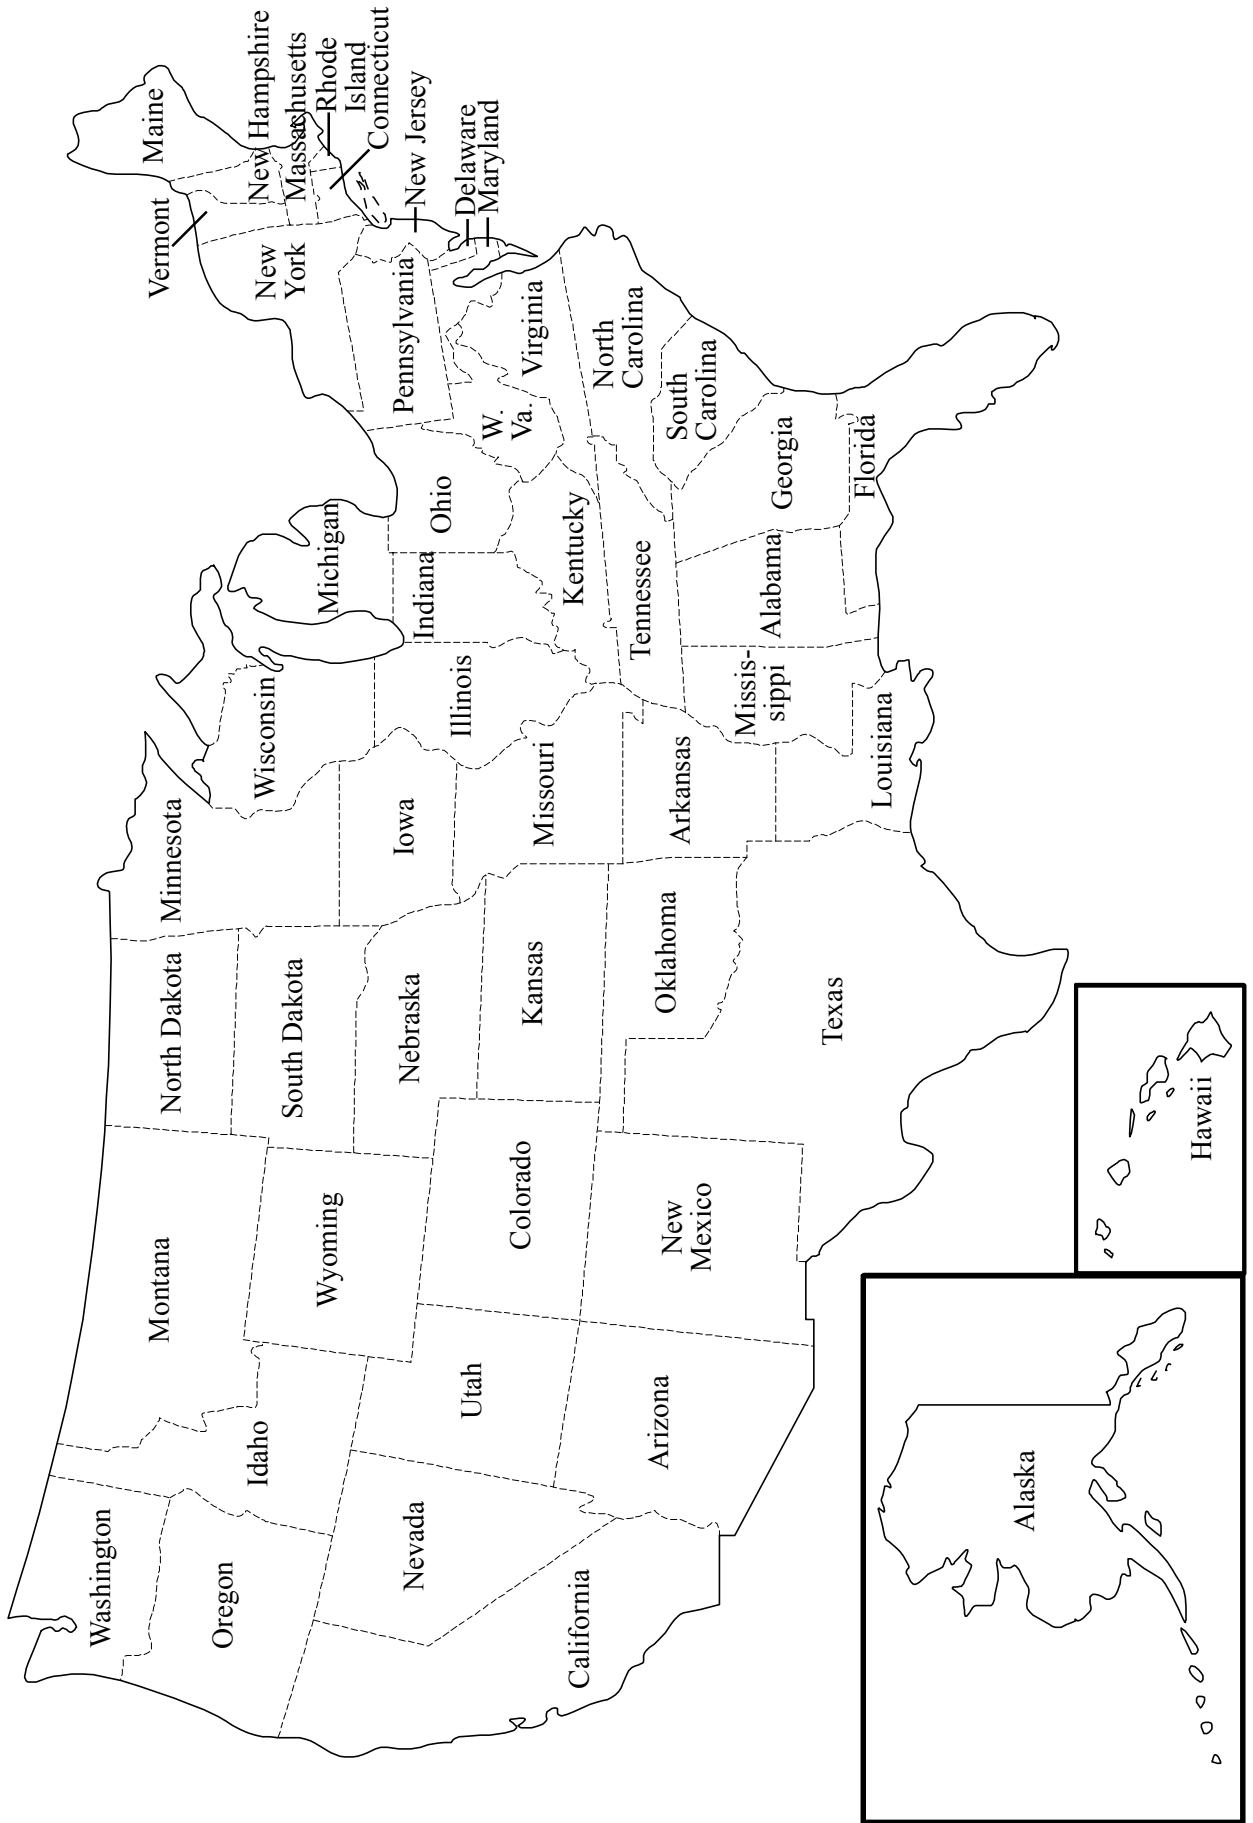 Washington
Oregon
California
Nevada
Idaho
Montana
Wyoming
Utah
Arizona
Colorado
New
Mexico
North Dakota
South Dakota
Nebraska
Kansas
Oklahoma
Texas
Minnesota
Iowa
Missouri
Arkansas
Louisiana
Wisconsin
Illinois
Missis-
sippi
Michigan
Indiana
Kentucky
Tennessee
Alabama
Ohio
Georgia
Florida
W.
Va.
Virginia
North
Carolina
South
Carolina
Pennsylvania
New
York
Vermont
Maine
New Hampshire
Massachusetts
Rhode
Island
Connecticut
New Jersey
Delaware
Maryland
Alaska
Hawaii